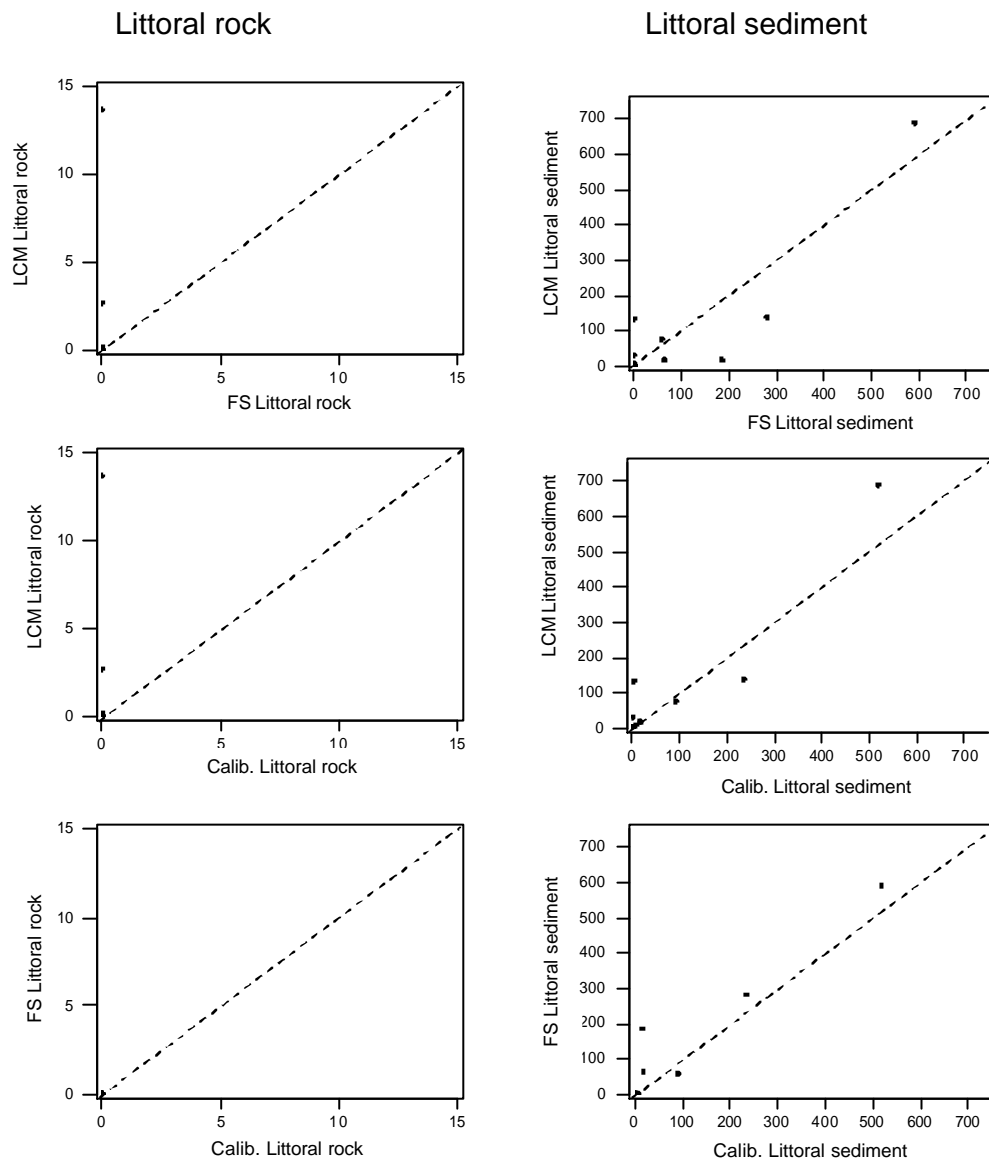 Littoral rock
Littoral sediment
LCM Littoral rock
15
10
5
0
0 5 10 15
FS Littoral rock
LCM Littoral sediment
700
600
500
400
300
200
100
0
0 100 200 300 400 500 600 700
FS Littoral sediment
LCM Littoral rock
15
10
5
0
0 5 10 15
Calib. Littoral rock
LCM Littoral sediment
700
600
500
400
300
200
100
0
0 100 200 300 400 500 600 700
Calib. Littoral sediment
FS Littoral rock
15
10
5
0
0 5 10 15
Calib. Littoral rock
FS Littoral sediment
700
600
500
400
300
200
100
0
0 100 200 300 400 500 600 700
Calib. Littoral sediment